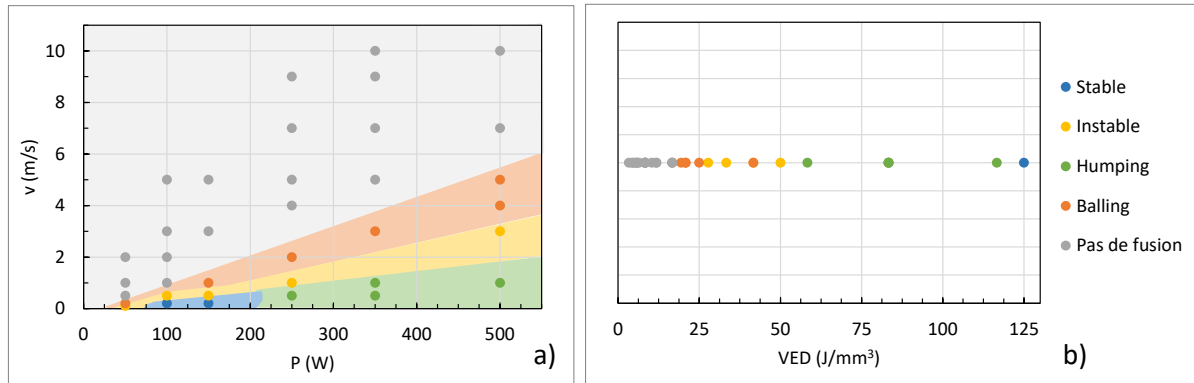 10
8
6
4
2
0
v (m/s)
0 100 200 300 400 500
P (W)
a)
0 25 50 75 100 125
VED (J/mm³)
b)
Stable
Instable
Humping
Balling
Pas de fusion